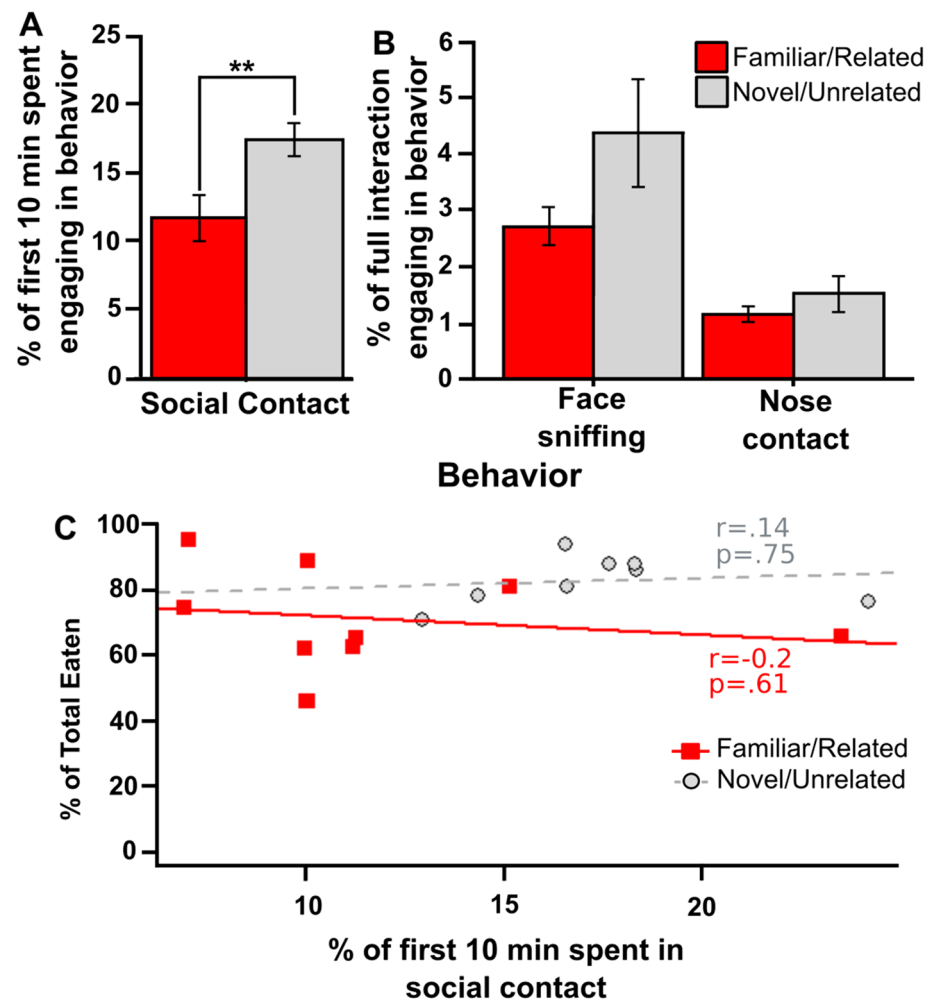 A
% of first 10 min spent
engaging in behavior
25
20
15
10
5
0
**
Social Contact
B
% of full interaction
engaging in behavior
6
5
4
3
2
1
0
Familiar/Related
Novel/Unrelated
Face
sniffing
Nose
contact
Behavior
C
% of Total Eaten
100
80
60
40
20
0
r=.14
p=.75
r=-0.2
p=.61
Familiar/Related
Novel/Unrelated
10
15
20
% of first 10 min spent in
social contact